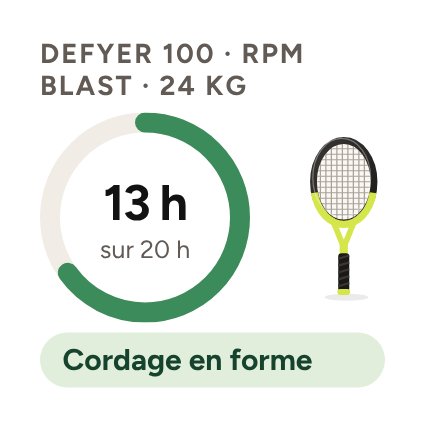 DEFYER 100 · RPM
BLAST · 24 KG
13 h
sur 20 h
Cordage en forme